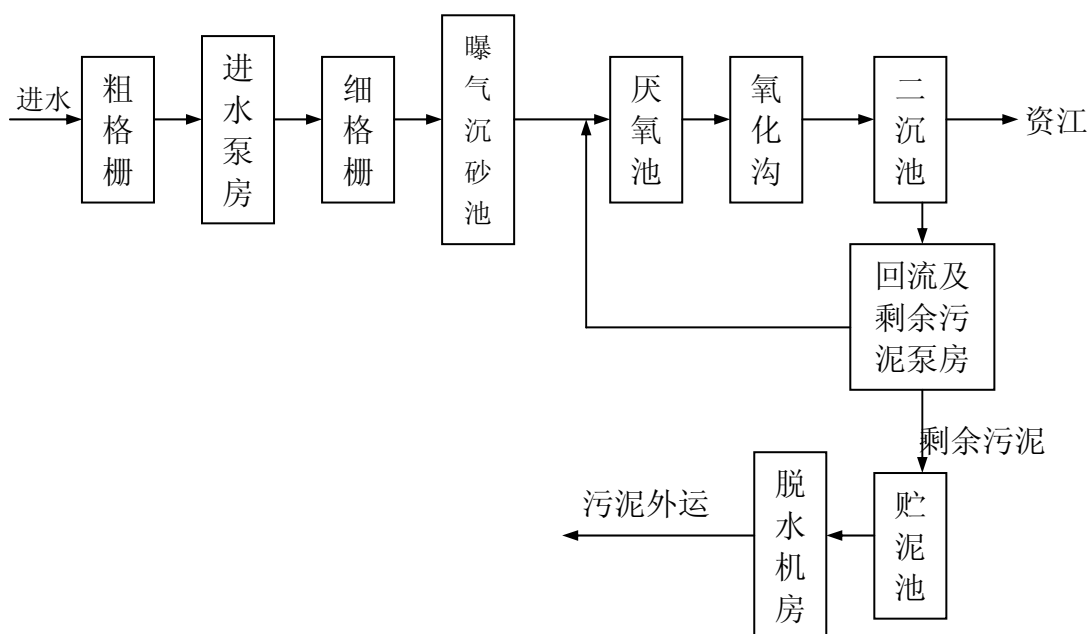 进水
粗格栅
进水泵房
细格栅
曝气沉砂池
厌氧池
氧化沟
二沉池
资江
回流及
剩余污
泥泵房
剩余污泥
贮泥池
脱水机房
污泥外运